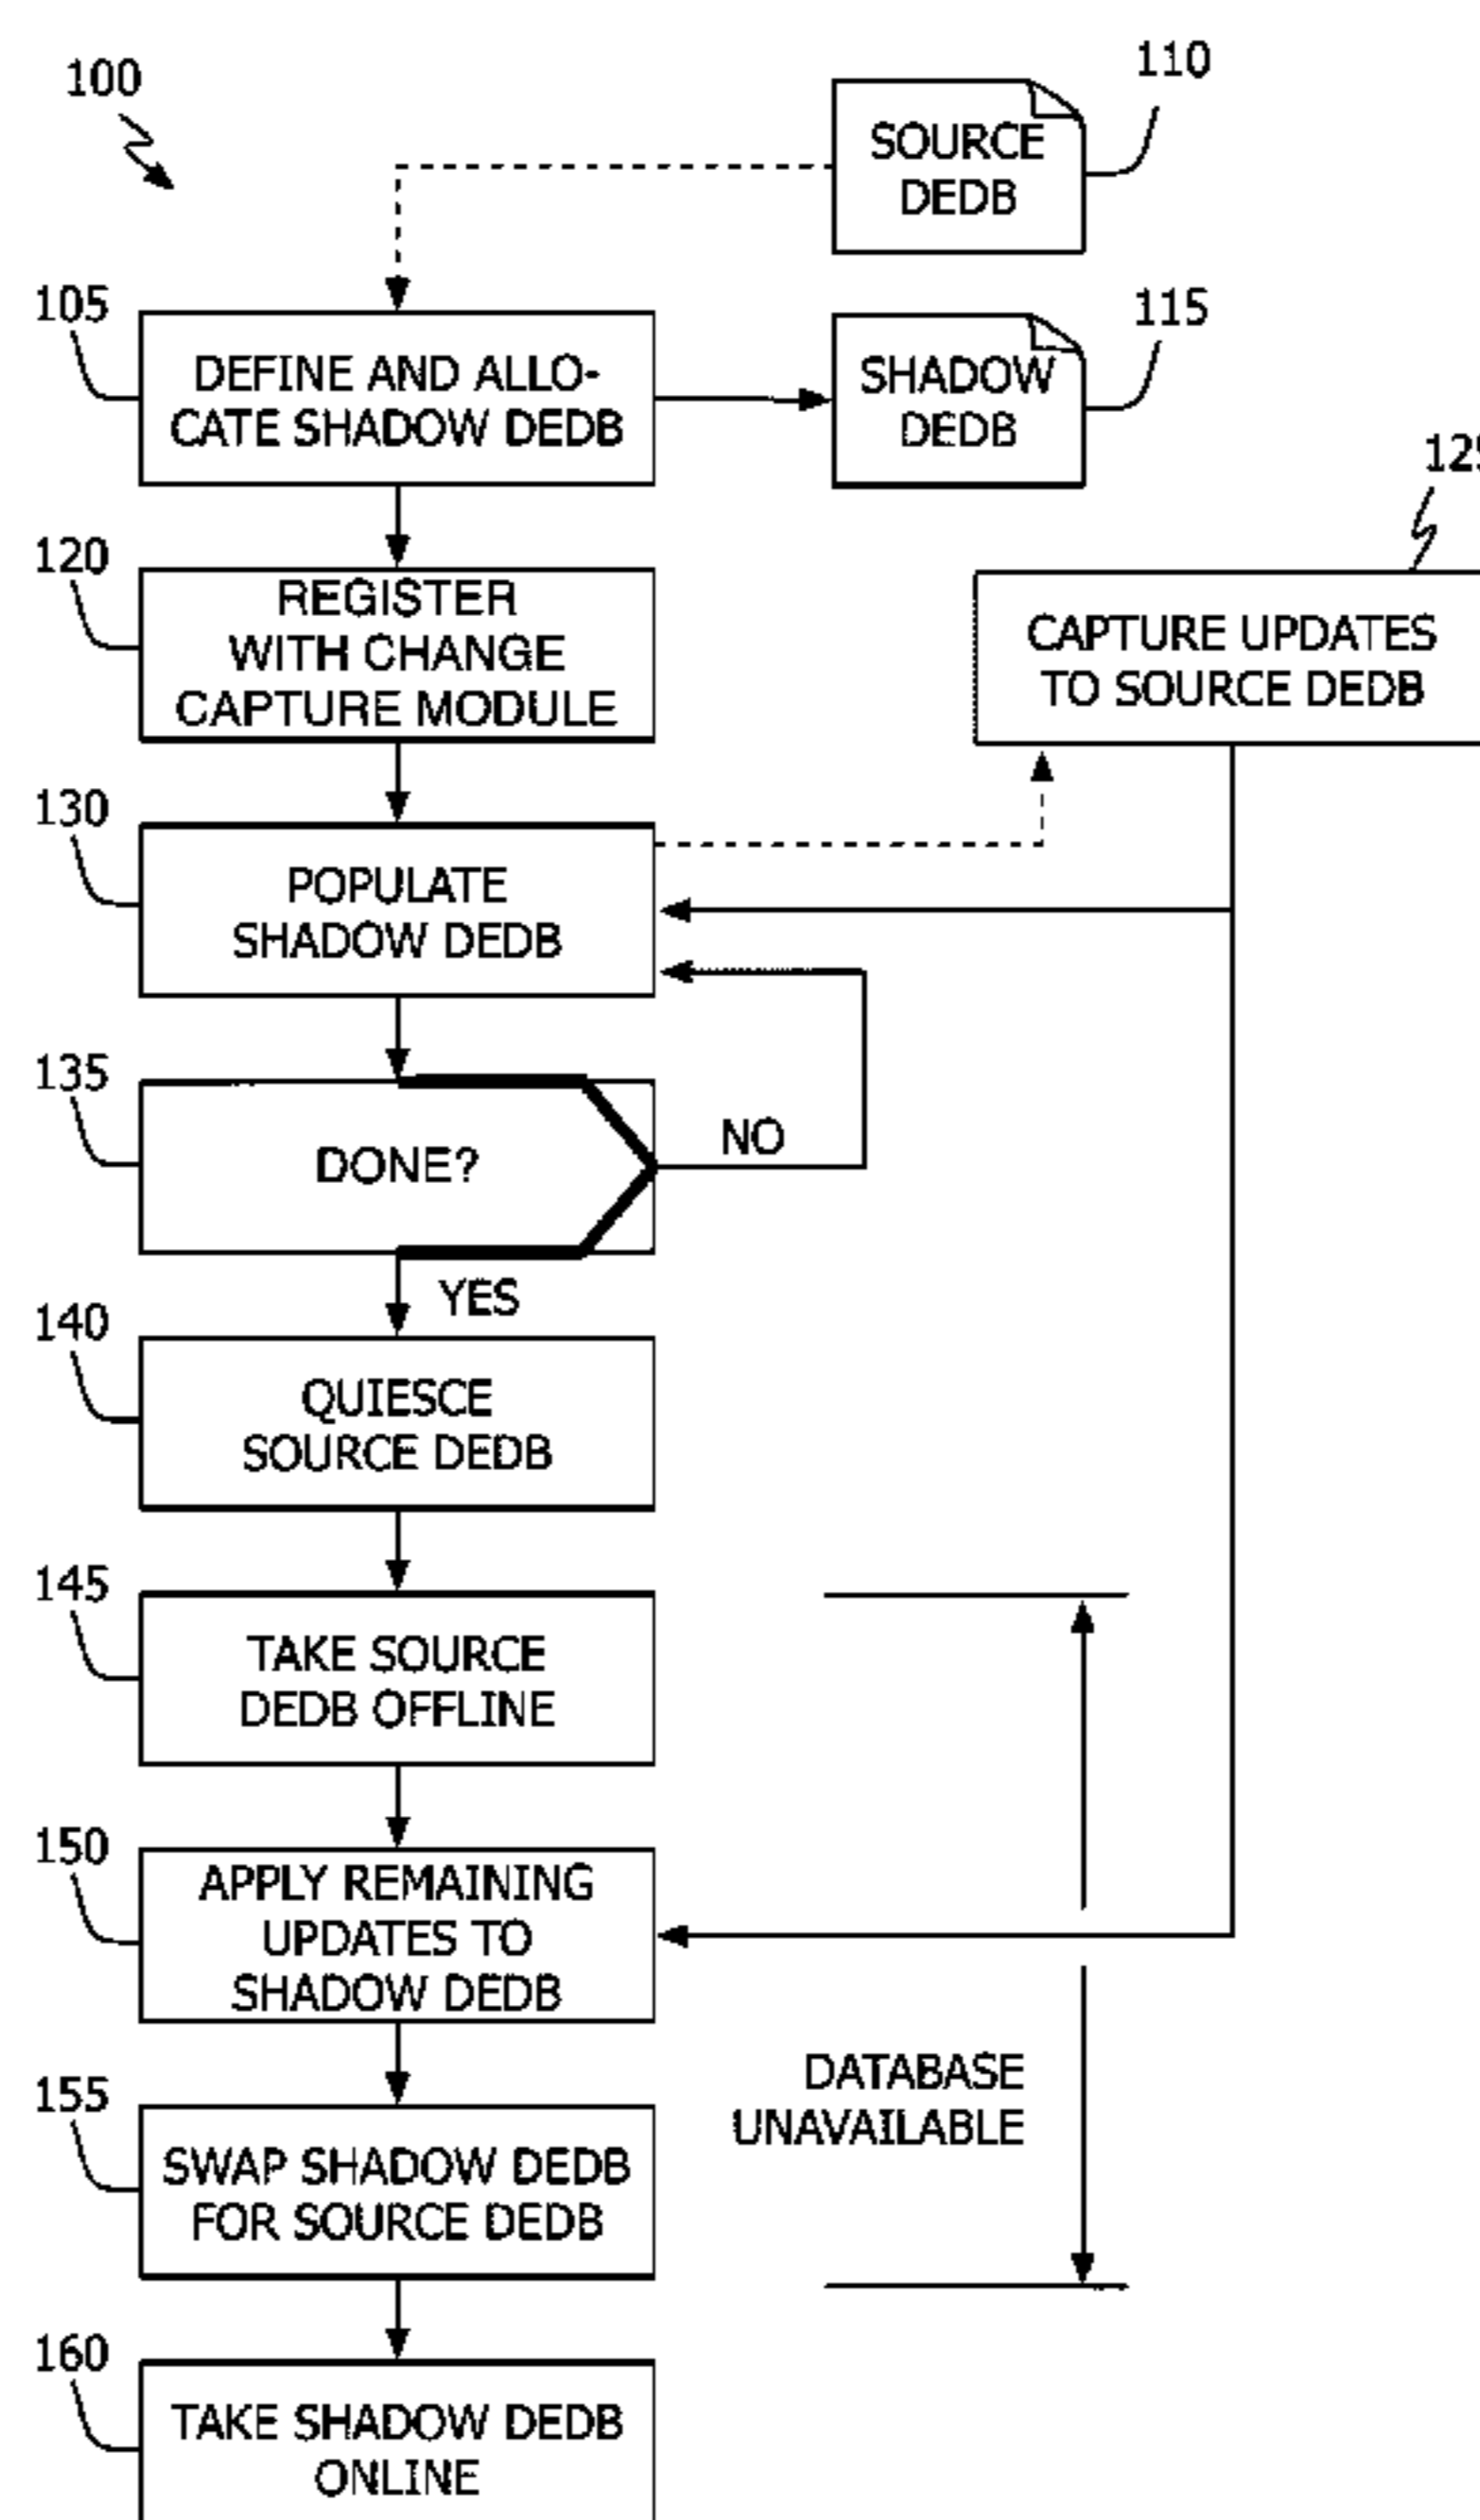 100
110
SOURCE
DEDB
105
DEFINE AND ALLO-
CATE SHADOW DEDB
115
SHADOW
DEDB
120
REGISTER
WITH CHANGE
CAPTURE MODULE
CAPTURE UPDATES
TO SOURCE DEDB
130
POPULATE
SHADOW DEDB
135
DONE?
NO
YES
140
QUIESCE
SOURCE DEDB
145
TAKE SOURCE
DEDB OFFLINE
150
APPLY REMAINING
UPDATES TO
SHADOW DEDB
DATABASE
UNAVAILABLE
155
SWAP SHADOW DEDB
FOR SOURCE DEDB
160
TAKE SHADOW DEDB
ONLINE